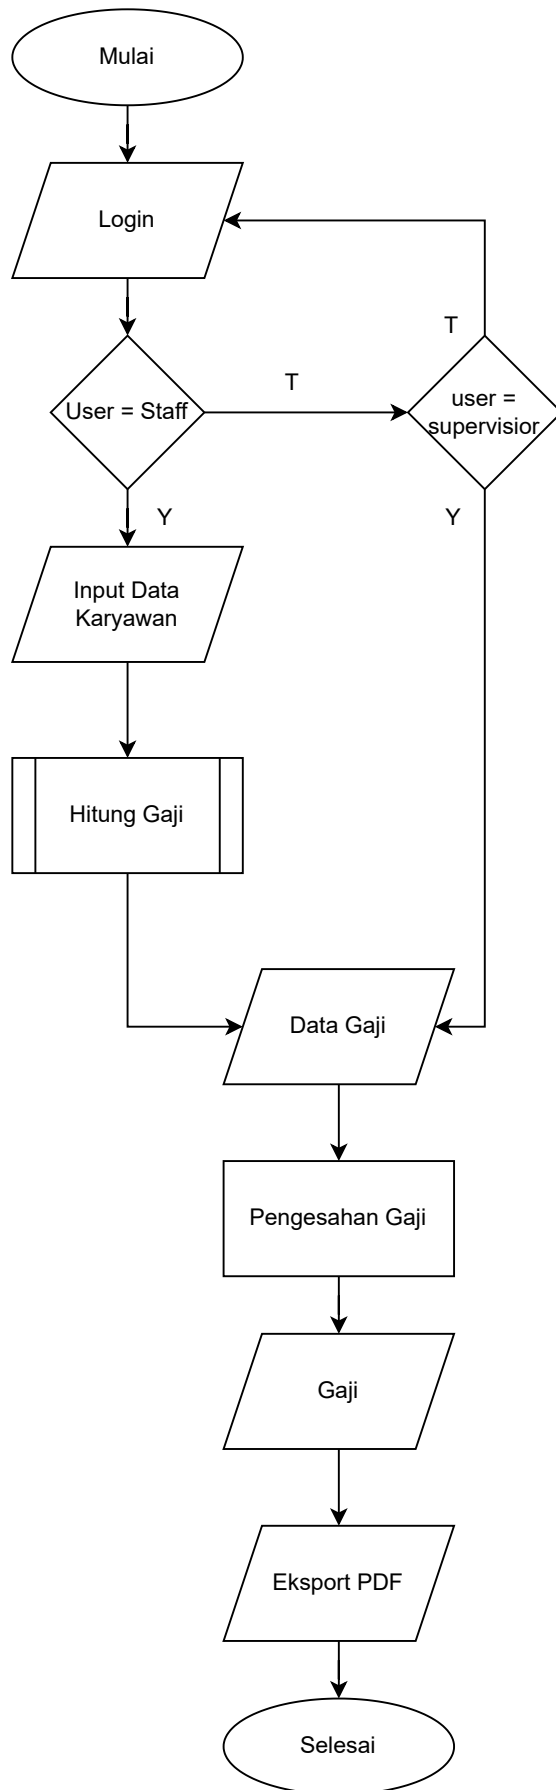 Mulai
Login
T
User = Staff
T
user =
supervisior
Y
Y
Input Data
Karyawan
Hitung Gaji
Data Gaji
Pengesahan Gaji
Gaji
Eksport PDF
Selesai